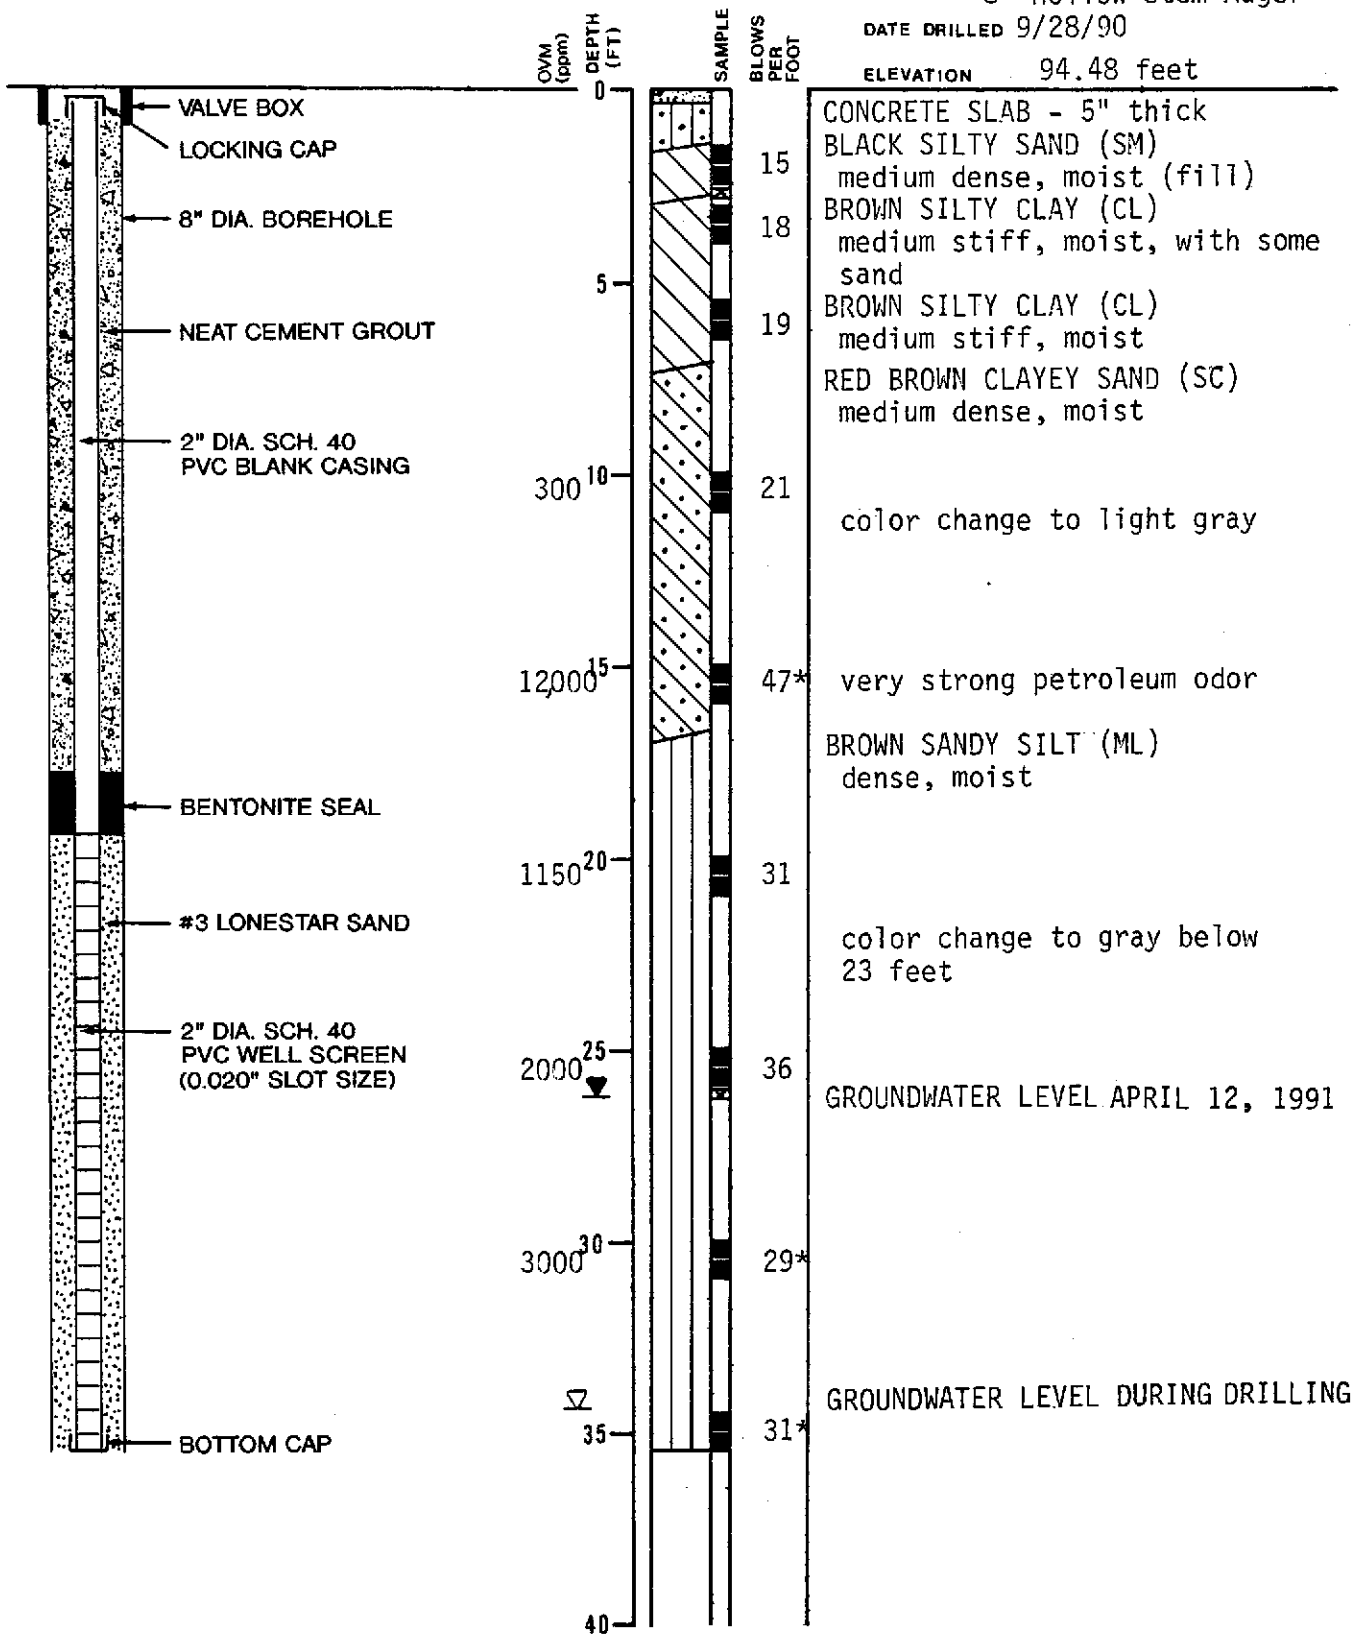 Hollow Stem Auger
DATE DRILLED 9/28/90
ELEVATION 94.48 feet
OVM (ppm)
DEPTH (FT)
SAMPLE
BLOWS PER FOOT
VALVE BOX
LOCKING CAP
8" DIA. BOREHOLE
NEAT CEMENT GROUT
2" DIA. SCH. 40
PVC BLANK CASING
BENTONITE SEAL
#3 LONESTAR SAND
2" DIA. SCH. 40
PVC WELL SCREEN
(0.020" SLOT SIZE)
BOTTOM CAP
300
12,000
1150
2000
3000
0
5
10
15
20
25
30
35
40
15
18
19
21
47*
31
36
29*
31*
CONCRETE SLAB - 5" thick
BLACK SILTY SAND (SM)
medium dense, moist (fill)
BROWN SILTY CLAY (CL)
medium stiff, moist, with some
sand
BROWN SILTY CLAY (CL)
medium stiff, moist
RED BROWN CLAYEY SAND (SC)
medium dense, moist
color change to light gray
very strong petroleum odor
BROWN SANDY SILT (ML)
dense, moist
color change to gray below
23 feet
GROUNDWATER LEVEL APRIL 12, 1991
GROUNDWATER LEVEL DURING DRILLING